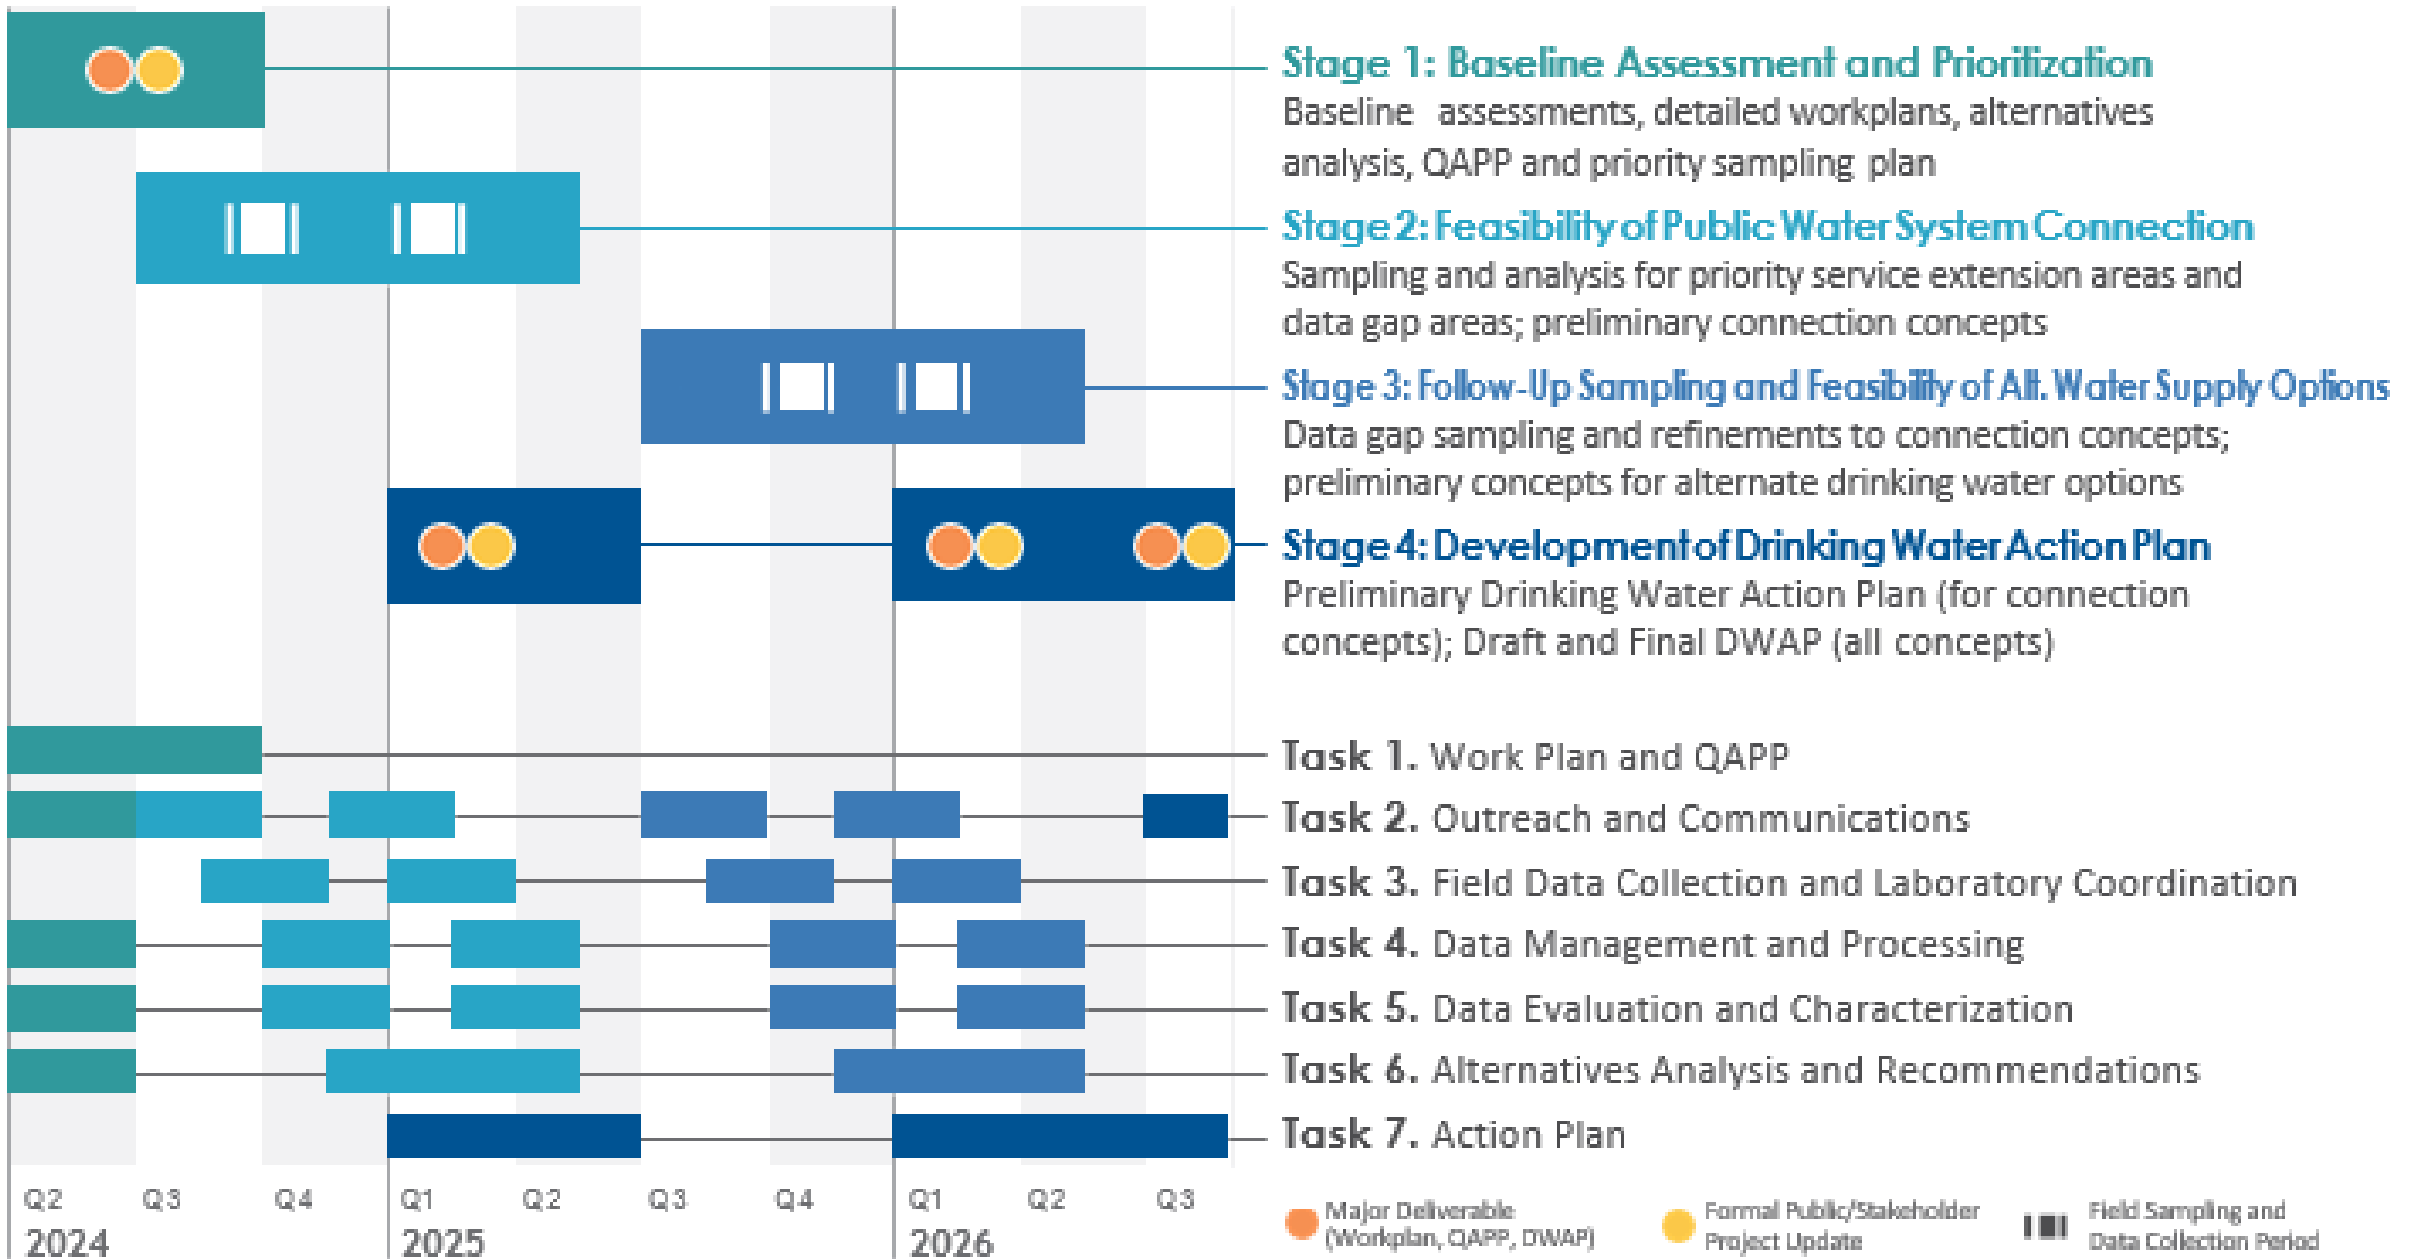 Stage 1: Baseline Assessment and Prioritization
Baseline assessments, detailed workplans, alternatives
analysis, QAPP and priority sampling plan
Stage 2: Feasibility of Public Water System Connection
Sampling and analysis for priority service extension areas and
data gap areas; preliminary connection concepts
Stage 3: Follow-Up Sampling and Feasibility of Alt. Water Supply Options
Data gap sampling and refinements to connection concepts;
preliminary concepts for alternate drinking water options
Stage 4: Development of Drinking Water Action Plan
Preliminary Drinking Water Action Plan (for connection
concepts); Draft and Final DWAP (all concepts)
Task 1. Work Plan and QAPP
Task 2. Outreach and Communications
Task 3. Field Data Collection and Laboratory Coordination
Task 4. Data Management and Processing
Task 5. Data Evaluation and Characterization
Task 6. Alternatives Analysis and Recommendations
Task 7. Action Plan
Q2 Q3 Q4 Q1 Q2 Q3 Q4 Q1 Q2 Q3
2024 2025 2026
Major Deliverable
(Workplan, QAPP, DWAP)
Formal Public/Stakeholder
Project Update
Field Sampling and
Data Collection Period